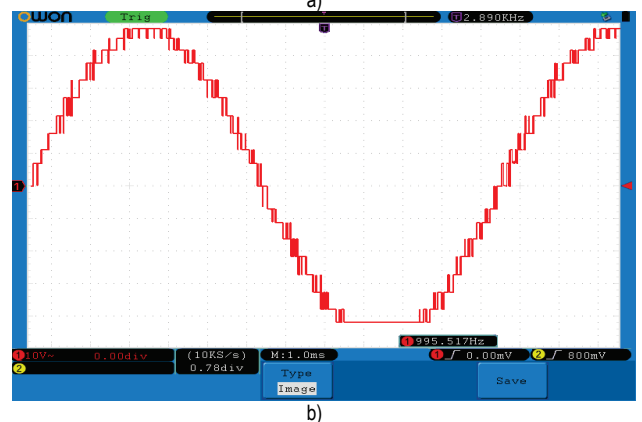 a)
owon Trig T 2.890KHz
T
1
1 995.517Hz
1 10V~ 0.00div (10KS/s) M:1.0ms 1 0.00mV 2 800mV
2 0.78div
Type Save
Image
b)